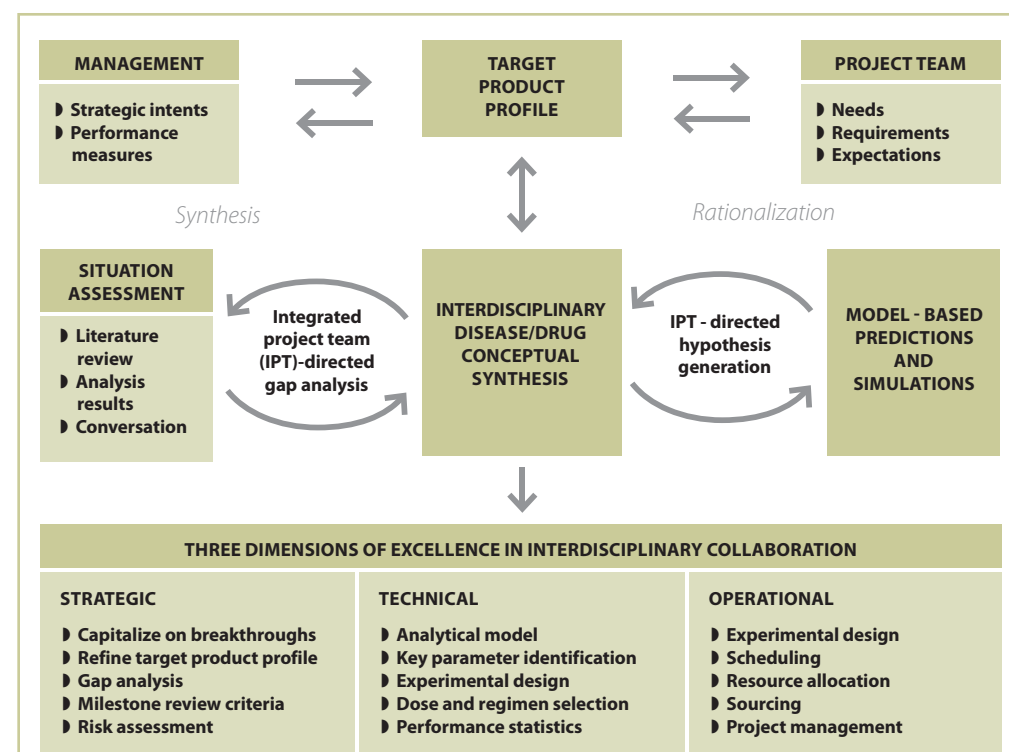 MANAGEMENT
◗ Strategic intents
◗ Performance
measures
TARGET
PRODUCT
PROFILE
PROJECT TEAM
◗ Needs
◗ Requirements
◗ Expectations
Synthesis
Rationalization
SITUATION
ASSESSMENT
◗ Literature
review
◗ Analysis
results
◗ Conversation
Integrated
project team
(IPT)-directed
gap analysis
INTERDISCIPLINARY
DISEASE/DRUG
CONCEPTUAL
SYNTHESIS
IPT - directed
hypothesis
generation
MODEL - BASED
PREDICTIONS
AND
SIMULATIONS
THREE DIMENSIONS OF EXCELLENCE IN INTERDISCIPLINARY COLLABORATION
STRATEGIC
◗ Capitalize on breakthroughs
◗ Refine target product profile
◗ Gap analysis
◗ Milestone review criteria
◗ Risk assessment
TECHNICAL
◗ Analytical model
◗ Key parameter identification
◗ Experimental design
◗ Dose and regimen selection
◗ Performance statistics
OPERATIONAL
◗ Experimental design
◗ Scheduling
◗ Resource allocation
◗ Sourcing
◗ Project management